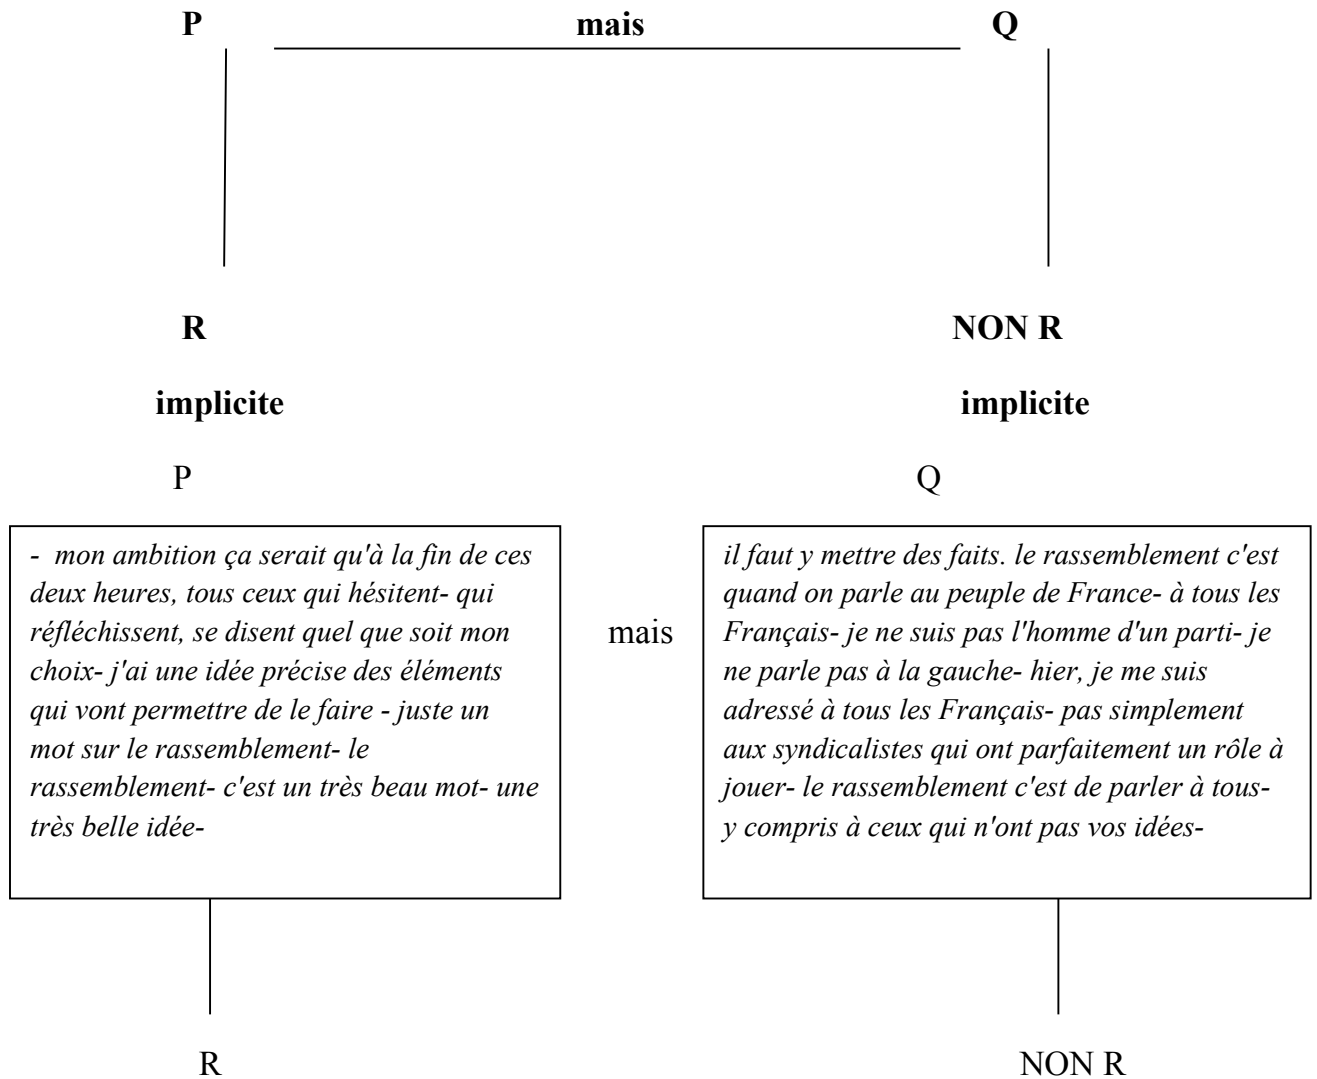 P mais Q
R NON R
implicite implicite
P Q
- mon ambition ça serait qu'à la fin de ces
deux heures, tous ceux qui hésitent- qui
réfléchissent, se disent quel que soit mon
choix- j'ai une idée précise des éléments
qui vont permettre de le faire - juste un
mot sur le rassemblement- le
rassemblement- c'est un très beau mot- une
très belle idée-
mais
il faut y mettre des faits. le rassemblement c'est
quand on parle au peuple de France- à tous les
Français- je ne suis pas l'homme d'un parti- je
ne parle pas à la gauche- hier, je me suis
adressé à tous les Français- pas simplement
aux syndicalistes qui ont parfaitement un rôle à
jouer- le rassemblement c'est de parler à tous-
y compris à ceux qui n'ont pas vos idées-
R NON R